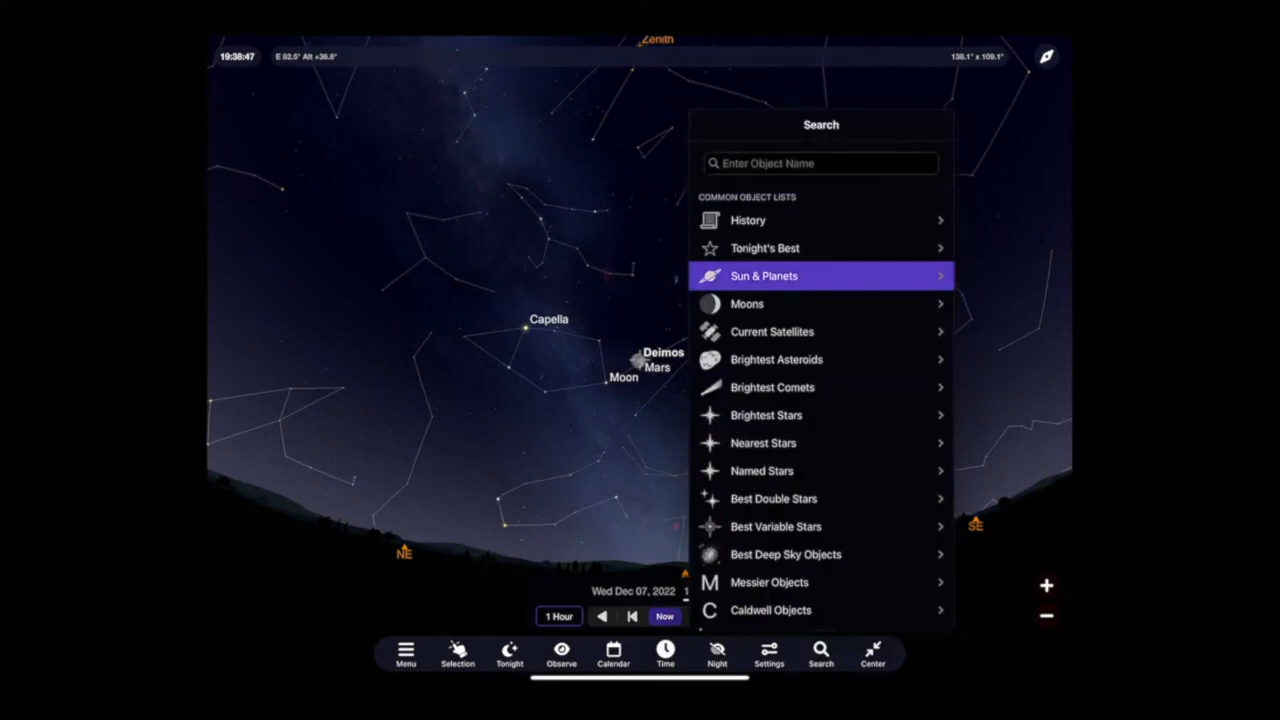 Zenith
19:38:47
E 82.5° Alt +36.8°
138.1° x 109.1°
Search
Enter Object Name
COMMON OBJECT LISTS
History
Tonight's Best
Sun & Planets
Moons
Current Satellites
Brightest Asteroids
Brightest Comets
Brightest Stars
Nearest Stars
Named Stars
Best Double Stars
Best Variable Stars
Best Deep Sky Objects
M Messier Objects
C Caldwell Objects
Capella
Deimos
Mars
Moon
NE
SE
Wed Dec 07, 2022
1 Hour
Now
Menu
Selection
Tonight
Observe
Calendar
Time
Night
Settings
Search
Center